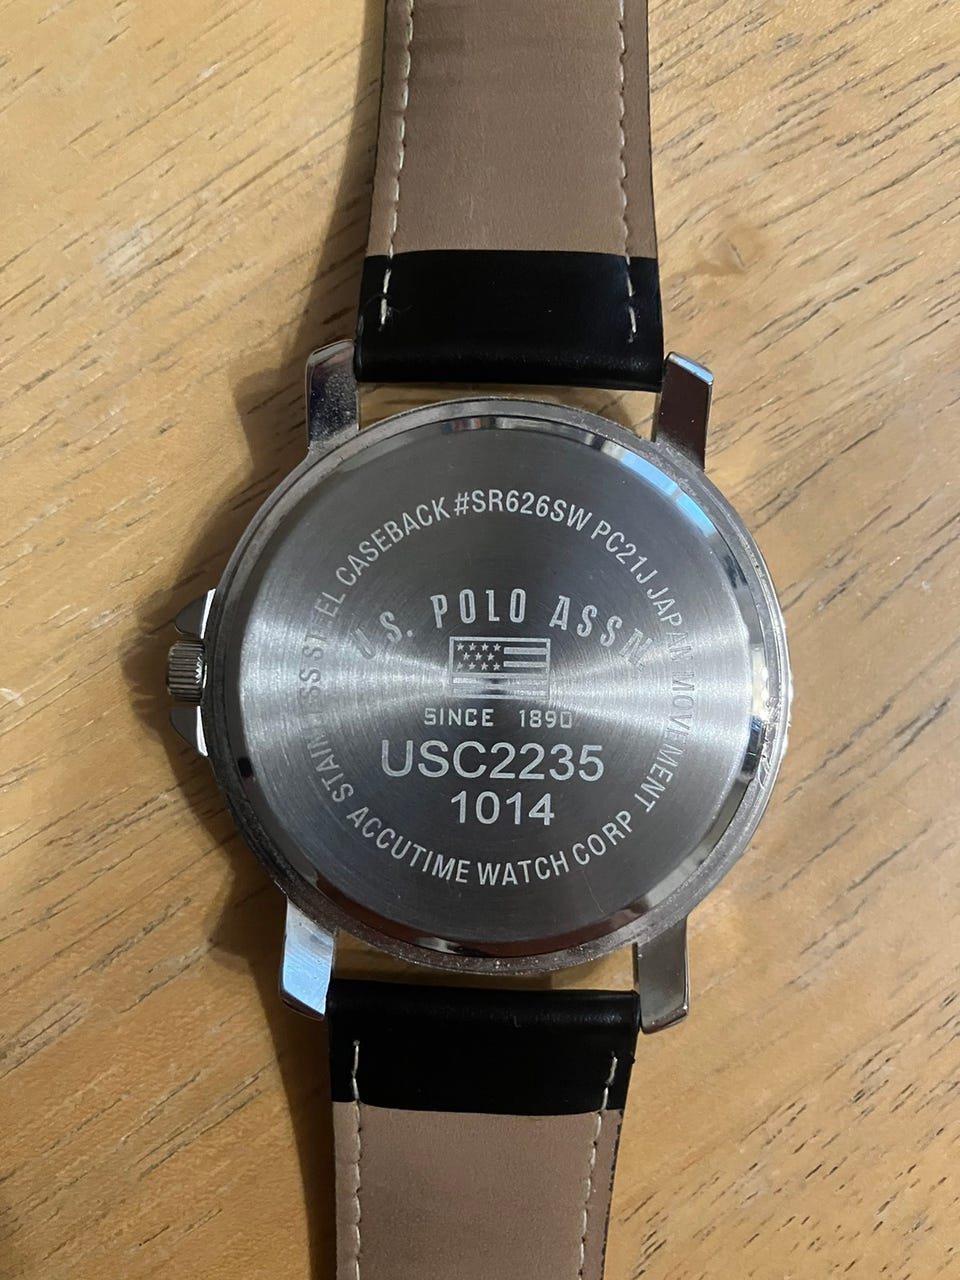 STAINLESS STEEL CASEBACK #SR626SW PC21J JAPAN MOVEMENT
U.S. POLO ASSN.
SINCE 1890
USC2235
1014
ACCUTIME WATCH CORP